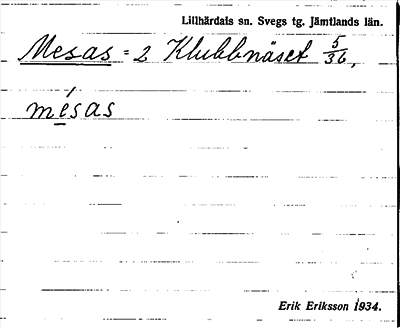 Lillhärdals sn. Svegs tg. Jämtlands län.
Mesas = 2 Klubbnäset 5/36,
mésas
Erik Eriksson 1934.